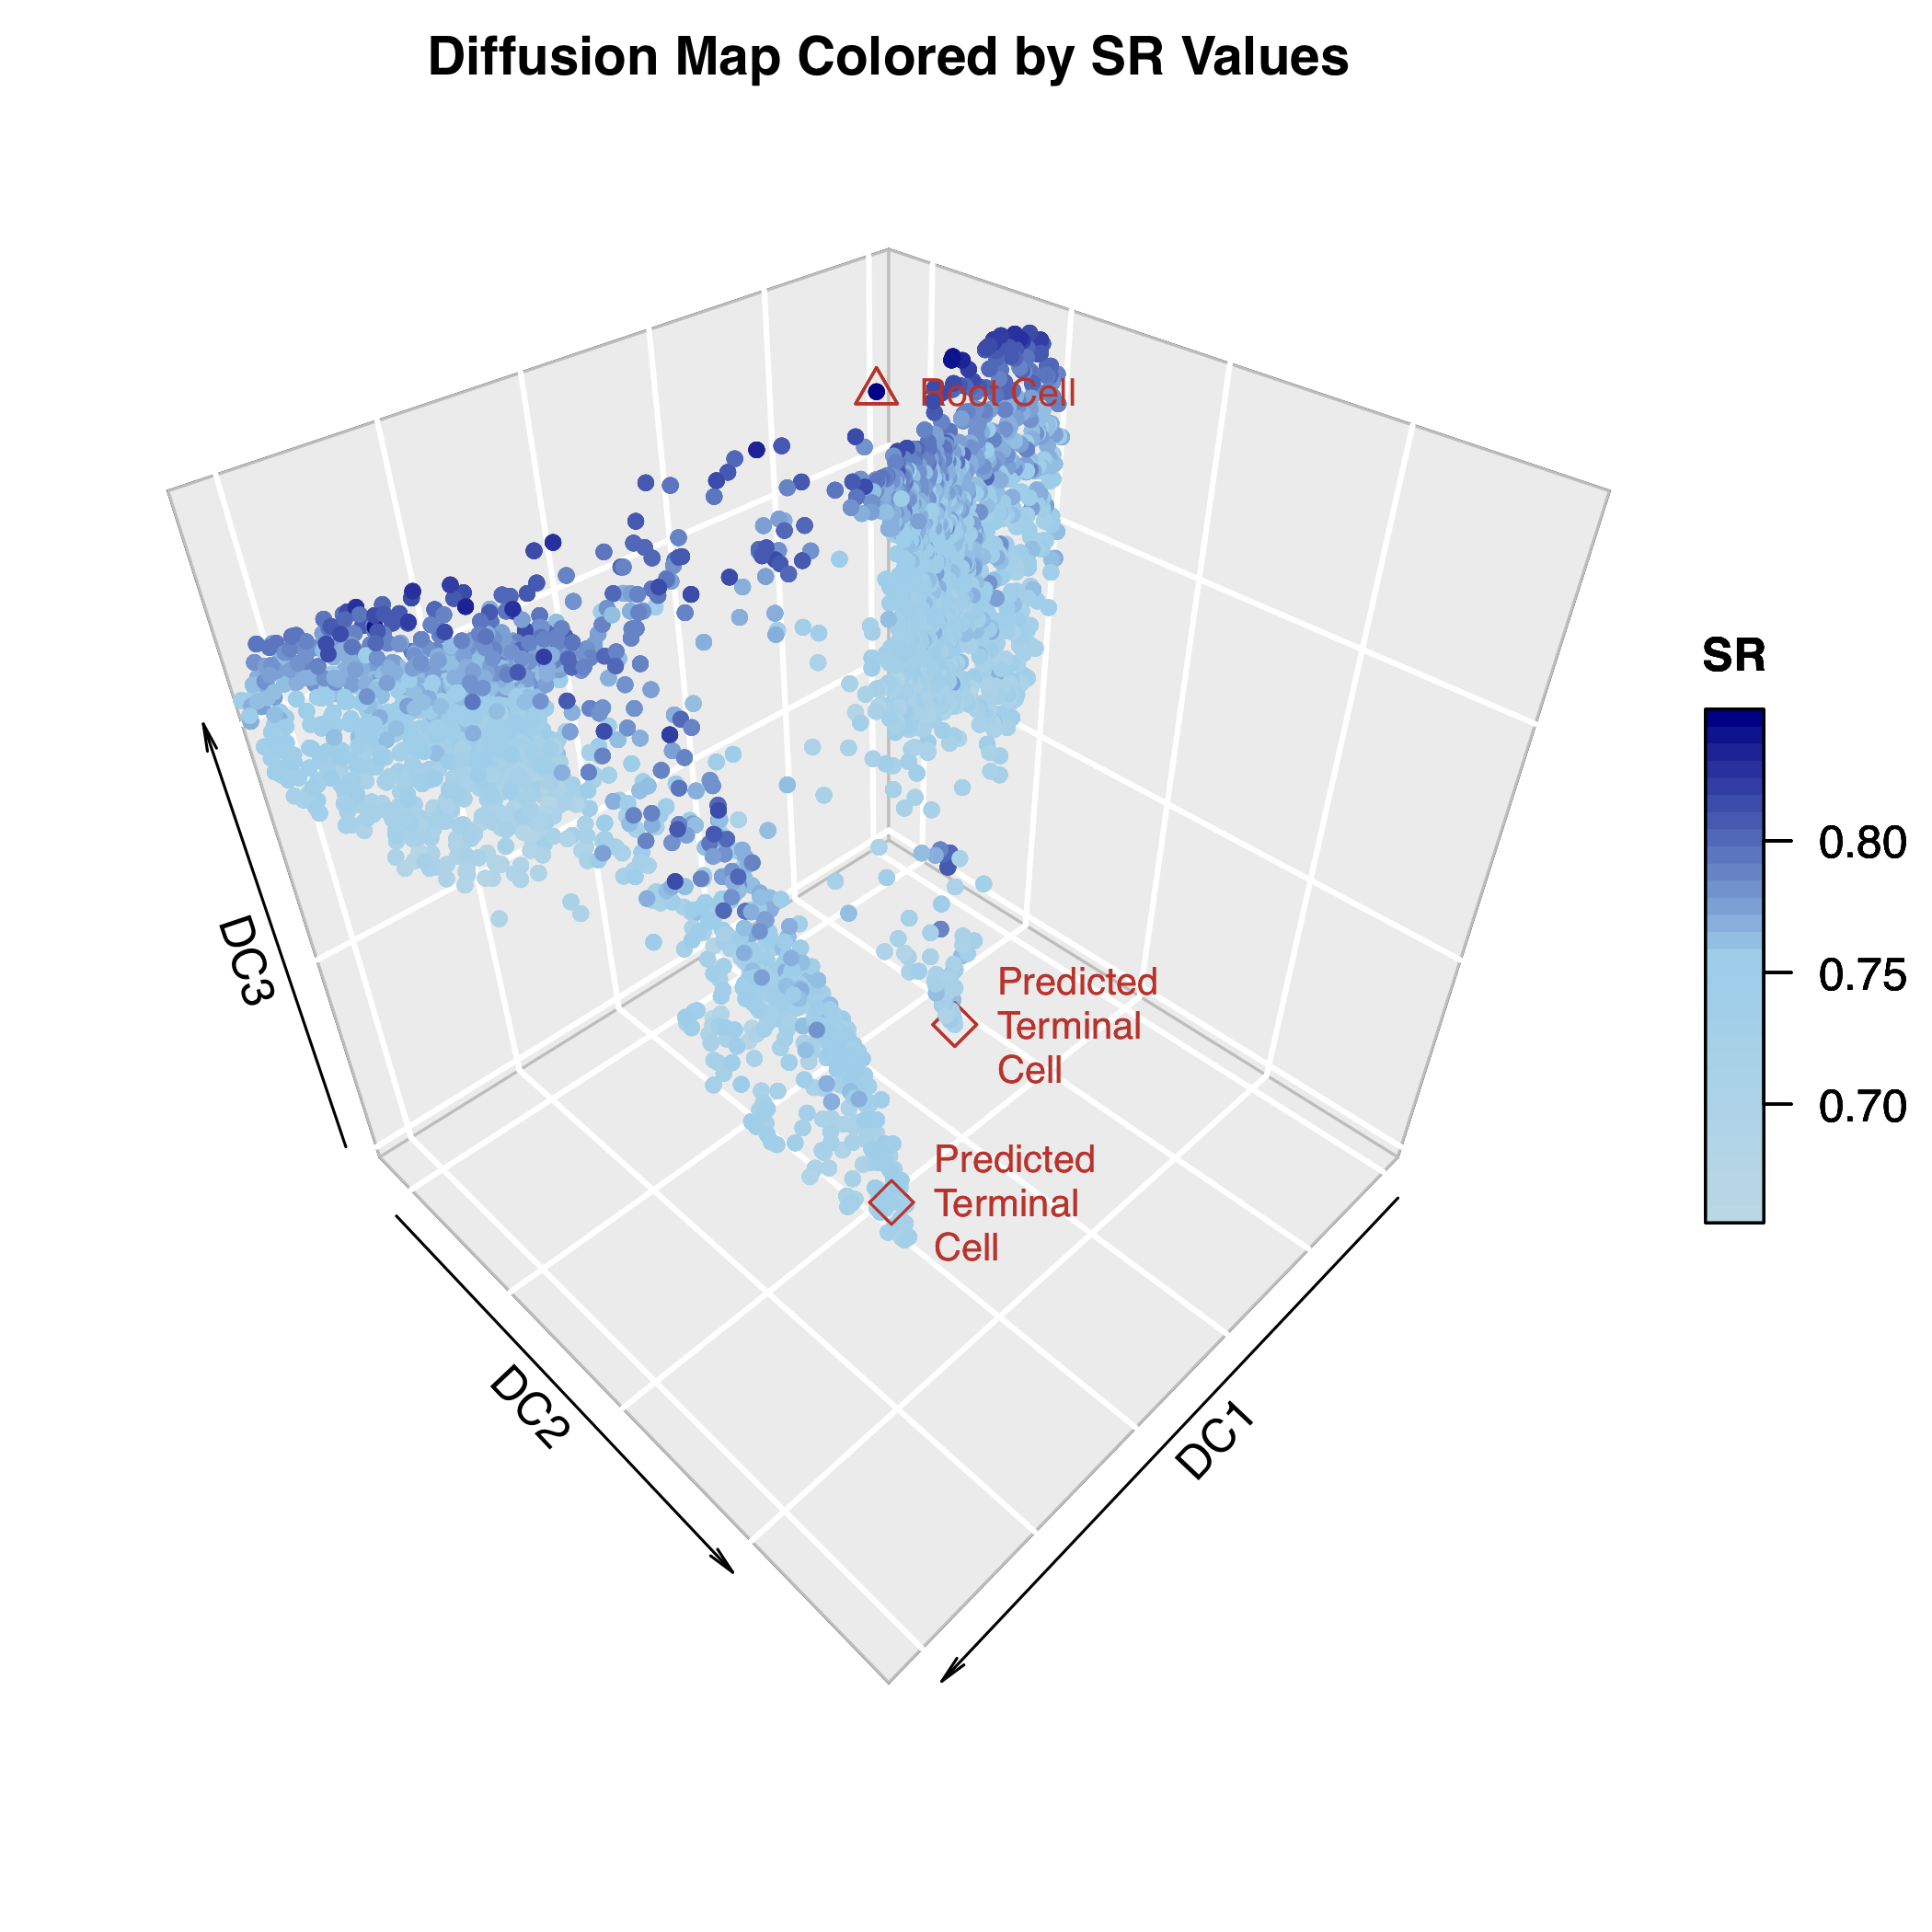 Diffusion Map Colored by SR Values
Root Cell
SR
0.80
0.75
0.70
DC3
Predicted
Terminal
Cell
Predicted
Terminal
Cell
DC2
DC1